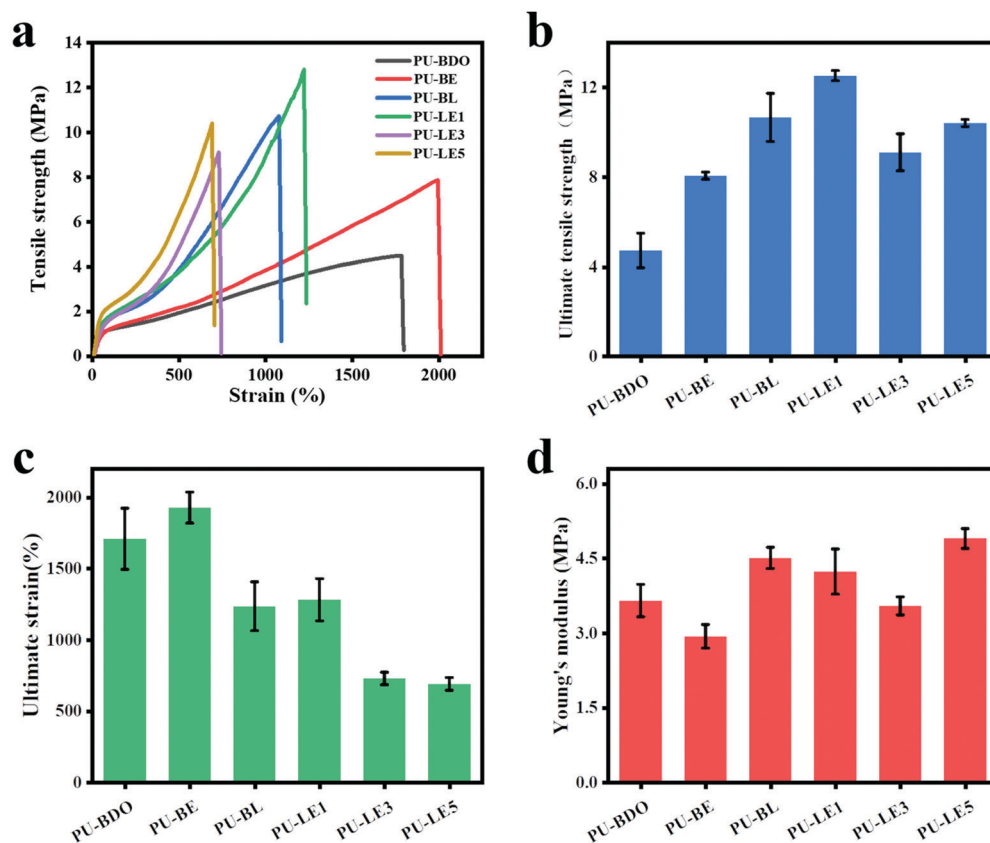 a
Tensile strength (MPa)
14
12
10
8
6
4
2
0
PU-BDO
PU-BE
PU-BL
PU-LE1
PU-LE3
PU-LE5
0
500
1000
1500
2000
Strain (%)
b
Ultimate tensile strength（MPa）
12
8
4
0
PU-BDO
PU-BE
PU-BL
PU-LE1
PU-LE3
PU-LE5
c
Ultimate strain(%)
2000
1500
1000
500
0
PU-BDO
PU-BE
PU-BL
PU-LE1
PU-LE3
PU-LE5
d
Young's modulus (MPa)
6.0
4.5
3.0
1.5
0.0
PU-BDO
PU-BE
PU-BL
PU-LE1
PU-LE3
PU-LE5